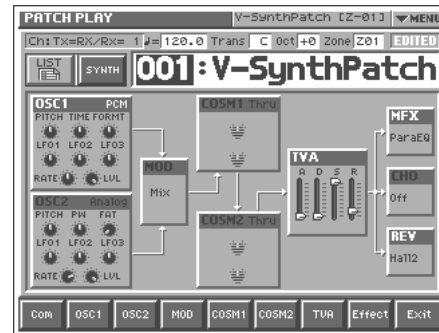 PATCH PLAY V-SynthPatch [Z-01] ▼MENU
Ch:Tx=RX/Rx= 1 ♩= 120.0 Trans C Oct +0 Zone Z01 EDITED
LIST SYNTH 001:V-SynthPatch
OSC1 PCM
PITCH TIME FORMT
LFO1 LFO2 LFO3
RATE LVL
OSC2 Analog
PITCH PW FAT
LFO1 LFO2 LFO3
RATE LVL
MOD
Mix
COSM1 Thru
COSM2 Thru
TVA
A D S R
MFX
ParaEQ
CHO
Off
REV
Hall2
Com OSC1 OSC2 MOD COSM1 COSM2 TVA Effect Exit